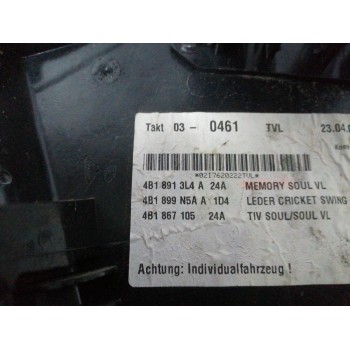 Takt 03- 0461 TVL 23.04.
*0217620222TVL*
4B1 891 3L4 A 24A MEMORY SOUL VL
4B1 899 N5A A 1D4 LEDER CRICKET SWING
4B1 867 105 24A TIV SOUL/SOUL VL
Achtung: Individualfahrzeug !